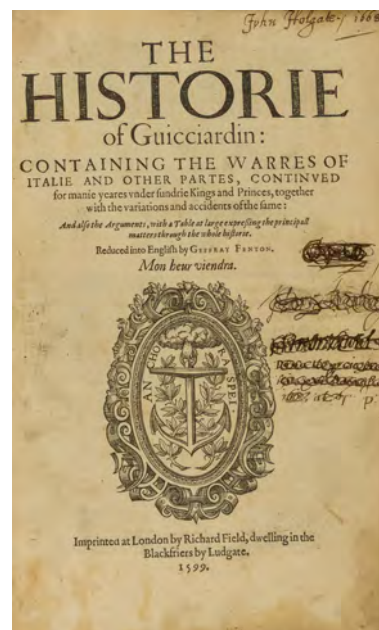 John Holgate. / 1668
THE
HISTORIE
of Guicciardin:
CONTAINING THE WARRES OF
ITALIE AND OTHER PARTES, CONTINVED
for manie yeares vnder sundrie Kings and Princes, together
with the variations and accidents of the same:
And also the Arguments, with a Table at large expressing the principall
matters through the whole historie.
Reduced into English by GEFFRAY FENTON.
Mon heur viendra.
ANCHORA SPEI.
Imprinted at London by Richard Field, dwelling in the
Blackfriers by Ludgate.
1599.